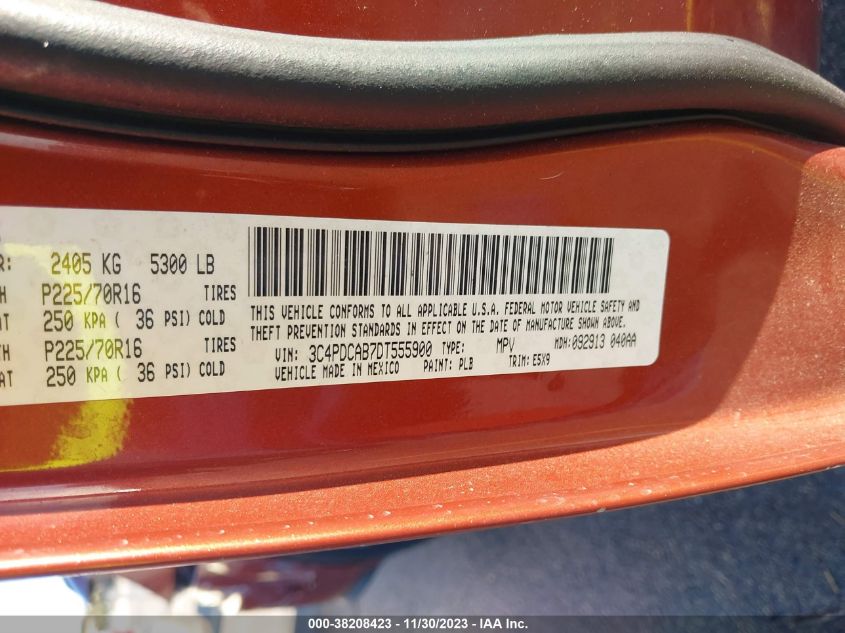 R: 2405 KG 5300 LB
H P225/70R16 TIRES
AT 250 KPA ( 36 PSI) COLD
TH P225/70R16 TIRES
AT 250 KPA ( 36 PSI) COLD
THIS VEHICLE CONFORMS TO ALL APPLICABLE U.S.A. FEDERAL MOTOR VEHICLE SAFETY AND
THEFT PREVENTION STANDARDS IN EFFECT ON THE DATE OF MANUFACTURE SHOWN ABOVE.
VIN: 3C4PDCAB7DT555900 TYPE: MPV MDH: 092913 040AA
VEHICLE MADE IN MEXICO PAINT: PLB TRIM: E5X9
000-38208423 - 11/30/2023 - IAA Inc.